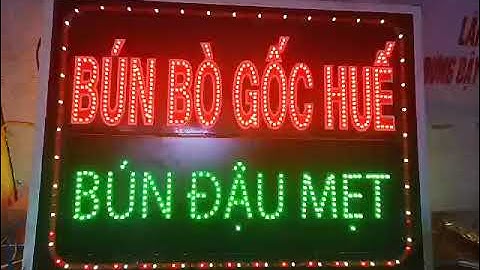 BÚN BÒ GỐC HUẾ
BÚN ĐẬU MẸT